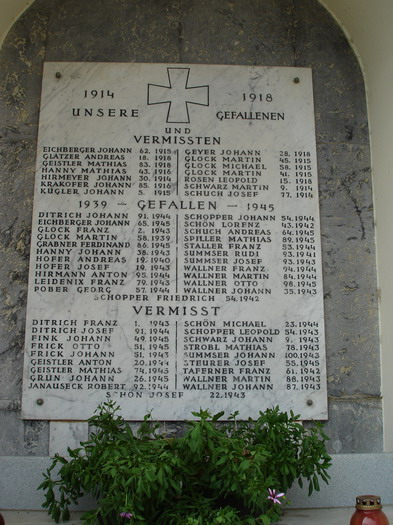 1914 1918
UNSERE GEFALLENEN
UND
VERMISSTEN
EICHBERGER JOHANN 62. 1915
GLATZER ANDREAS 18. 1918
GEISTLER MATHIAS 83. 1918
HANNY MATHIAS 43. 1916
HIRMEYER JOHANN 30. 1914
KRAKOFER JOHANN 85. 1916
KUGLER JOHANN 5. 1915
GEYER JOHANN 28. 1918
GLOCK MARTIN 45. 1915
GLOCK MICHAEL 58. 1915
GLOCK MARTIN 41. 1915
ROSEN LEOPOLD 15. 1918
SCHWARZ MARTIN 9. 1914
SCHUCH JOSEF 77. 1914
1939 - GEFALLEN - 1945
DITRICH JOHANN 91. 1944
EICHBERGER JOHANN 65. 1945
GLOCK FRANZ 2. 1943
GLOCK MARTIN 58. 1939
GRABNER FERDINAND 86. 1945
HANNY JOHANN 38. 1943
HOFER ANDREAS 19. 1940
HOFER JOSEF 19. 1943
HIRMANN ANTON 95. 1944
LEIDENIX FRANZ 79. 1943
POBER GEORG 57. 1944
SCHOPPER JOHANN 54. 1944
SCHÖN LORENZ 43. 1942
SCHUCH ANDREAS 64. 1945
SPILLER MATHIAS 89. 1945
STALLER FRANZ 53. 1944
SUMMSER RUDI 93. 1941
SUMMSER JOSEF 93. 1943
WALLNER FRANZ 94. 1944
WALLNER MARTIN 84. 1944
WALLNER OTTO 98. 1945
WALLNER JOHANN 35. 1943
SCHOPPER FRIEDRICH 54. 1942
VERMISST
DITRICH FRANZ 1. 1943
DITRICH JOSEF 91. 1944
FINK JOHANN 49. 1945
FRICK OTTO 51. 1945
FRICK JOHANN 51. 1943
GEISTLER ANTON 20. 1944
GEISTLER MATHIAS 74. 1945
GRÜN JOHANN 26. 1945
JANAUSECK ROBERT 92. 1944
SCHÖN MICHAEL 23. 1944
SCHOPPER LEOPOLD 54. 1943
SCHWARZ JOHANN 9. 1943
STROBL MATHIAS 78. 1943
SUMMSER JOHANN 100. 1943
STEURER JOSEF 55. 1945
TAFERNER FRANZ 61. 1942
WALLNER MARTIN 88. 1943
WALLNER JOHANN 87. 1943
SCHÖN JOSEF 22. 1943